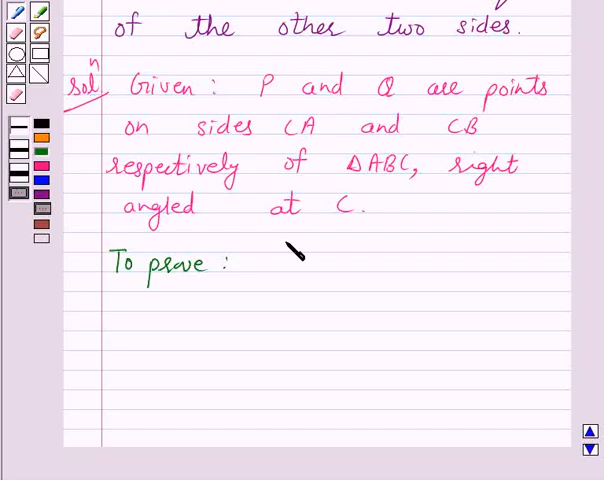 of the other two sides.
solⁿ Given : P and Q are points
on sides CA and CB
respectively of ΔABC, right
angled at C.
To prove :